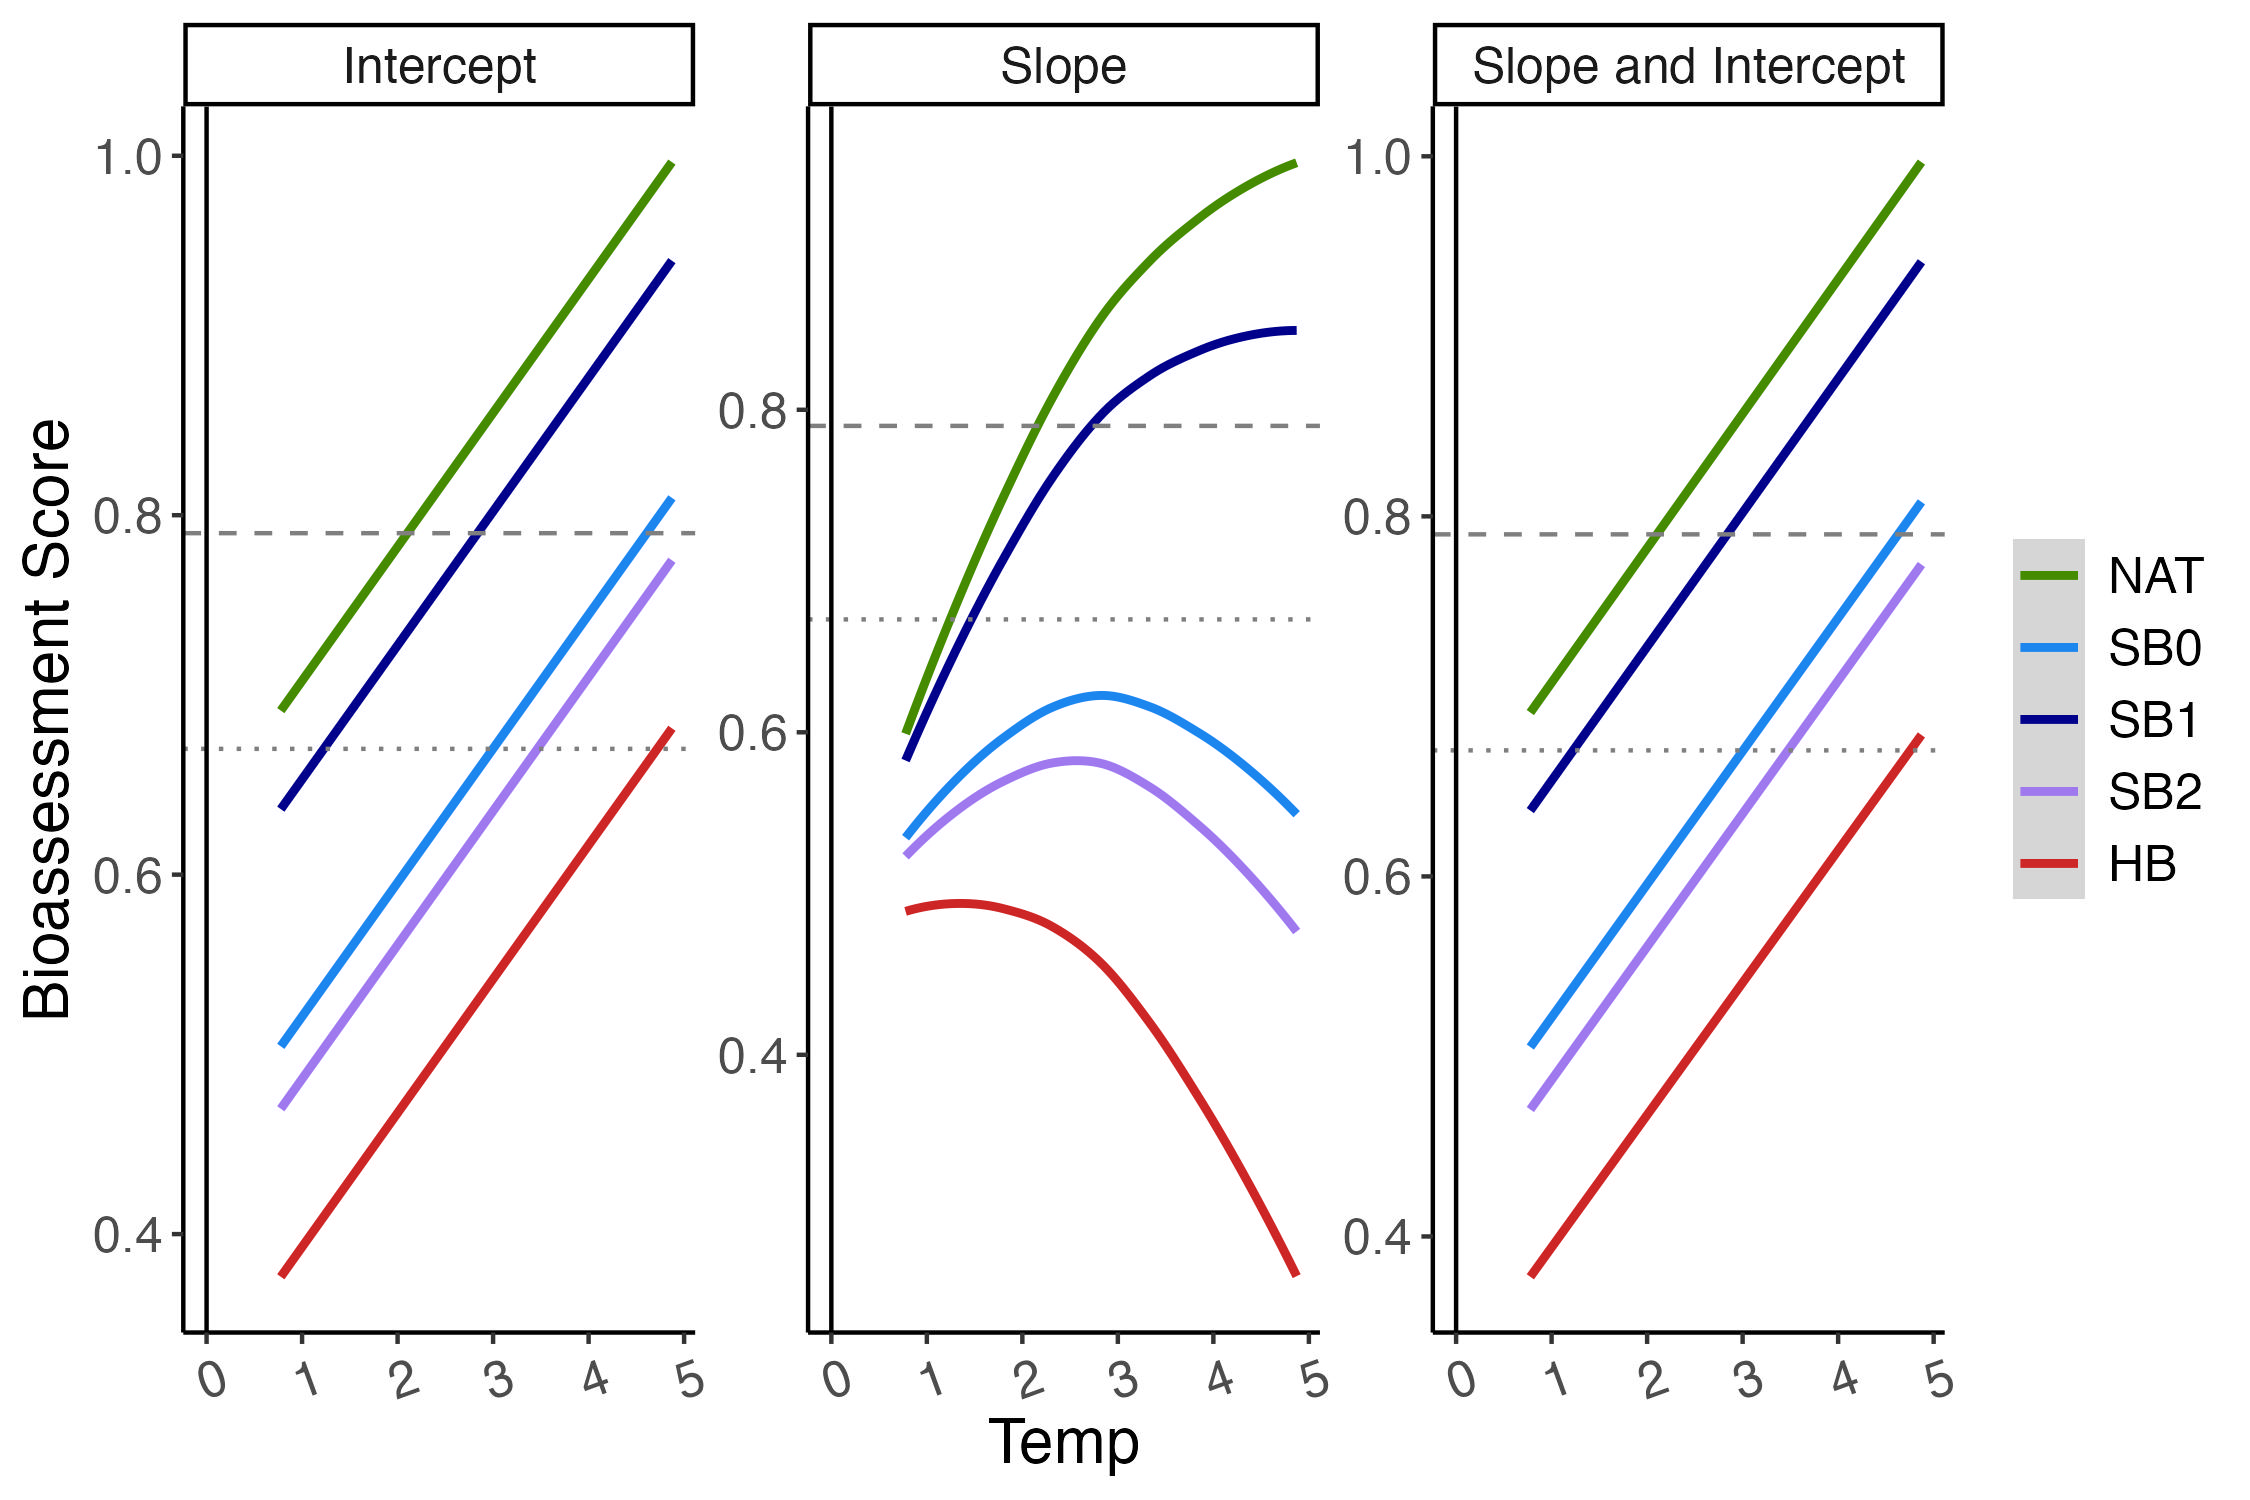 Intercept
Slope
Slope and Intercept
Bioassessment Score
1.0
0.8
0.6
0.4
0.8
0.6
0.4
1.0
0.8
0.6
0.4
0 1 2 3 4 5
0 1 2 3 4 5
0 1 2 3 4 5
Temp
NAT
SB0
SB1
SB2
HB